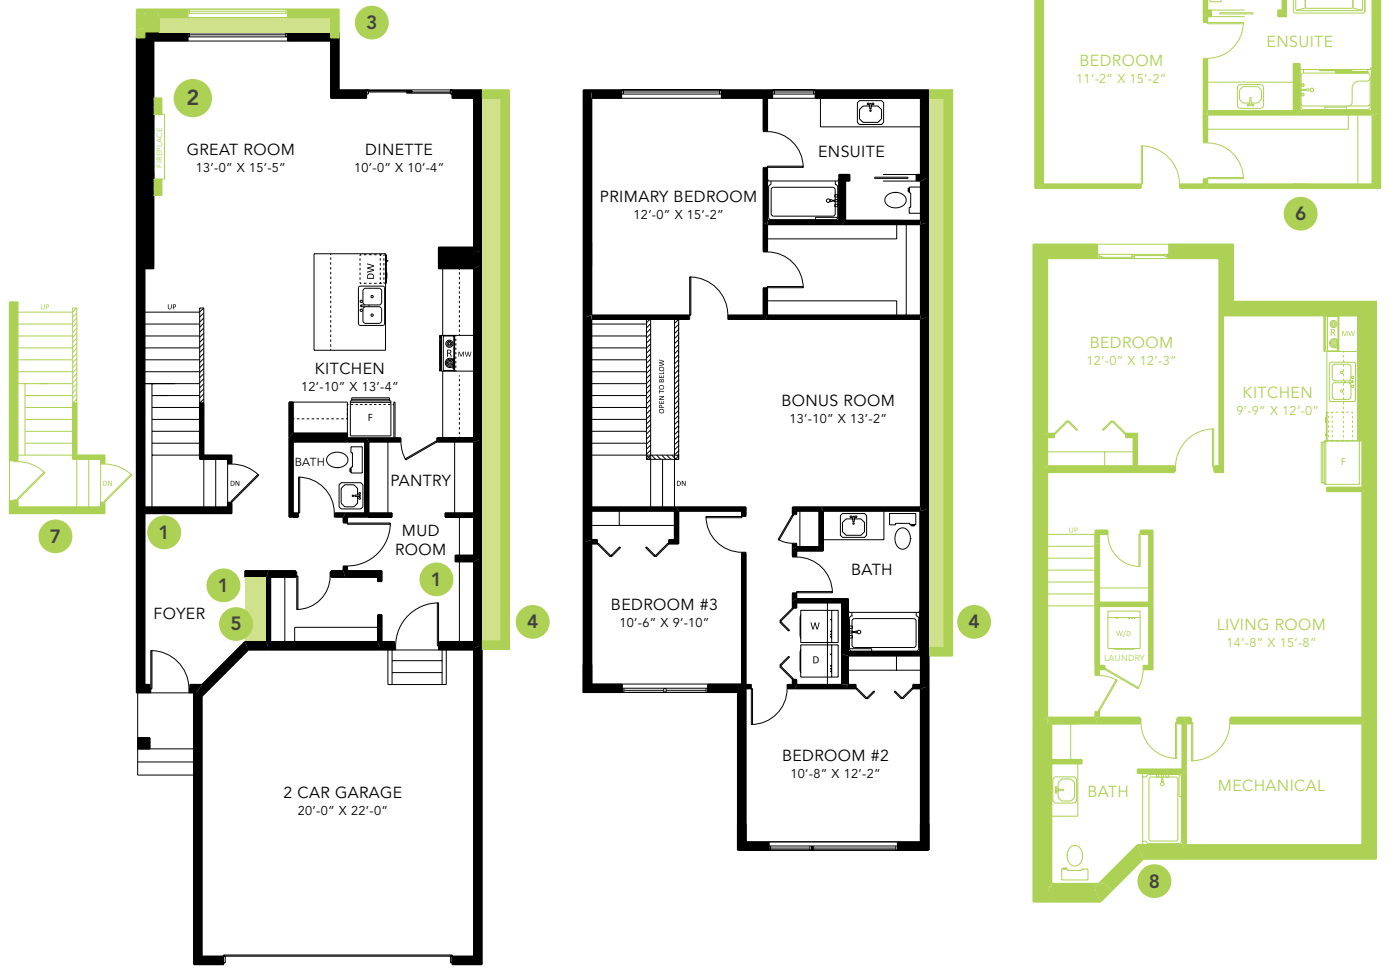 3
2
FIREPLACE
GREAT ROOM
13'-0" X 15'-5"
DINETTE
10'-0" X 10'-4"
DW
UP
UP
R
MW
KITCHEN
12'-10" X 13'-4"
F
BATH
PANTRY
DN
DN
7
1
MUD
ROOM
1
1
FOYER
5
4
2 CAR GARAGE
20'-0" X 22'-0"
ENSUITE
PRIMARY BEDROOM
12'-0" X 15'-2"
OPEN TO BELOW
BONUS ROOM
13'-10" X 13'-2"
DN
BATH
BEDROOM #3
10'-6" X 9'-10"
W
D
4
BEDROOM #2
10'-8" X 12'-2"
ENSUITE
BEDROOM
11'-2" X 15'-2"
6
BEDROOM
12'-0" X 12'-3"
R
MW
KITCHEN
9'-9" X 12'-0"
F
UP
W/D
LAUNDRY
LIVING ROOM
14'-8" X 15'-8"
BATH
MECHANICAL
8